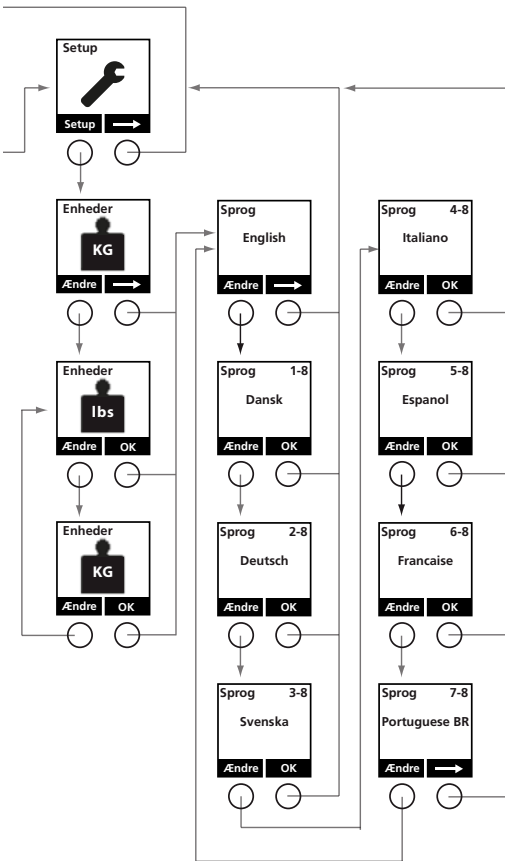 Setup
Setup
Enheder
KG
Ændre
Enheder
lbs
Ændre OK
Enheder
KG
Ændre OK
Sprog
English
Ændre
Sprog 1-8
Dansk
Ændre OK
Sprog 2-8
Deutsch
Ændre OK
Sprog 3-8
Svenska
Ændre OK
Sprog 4-8
Italiano
Ændre OK
Sprog 5-8
Espanol
Ændre OK
Sprog 6-8
Francaise
Ændre OK
Sprog 7-8
Portuguese BR
Ændre